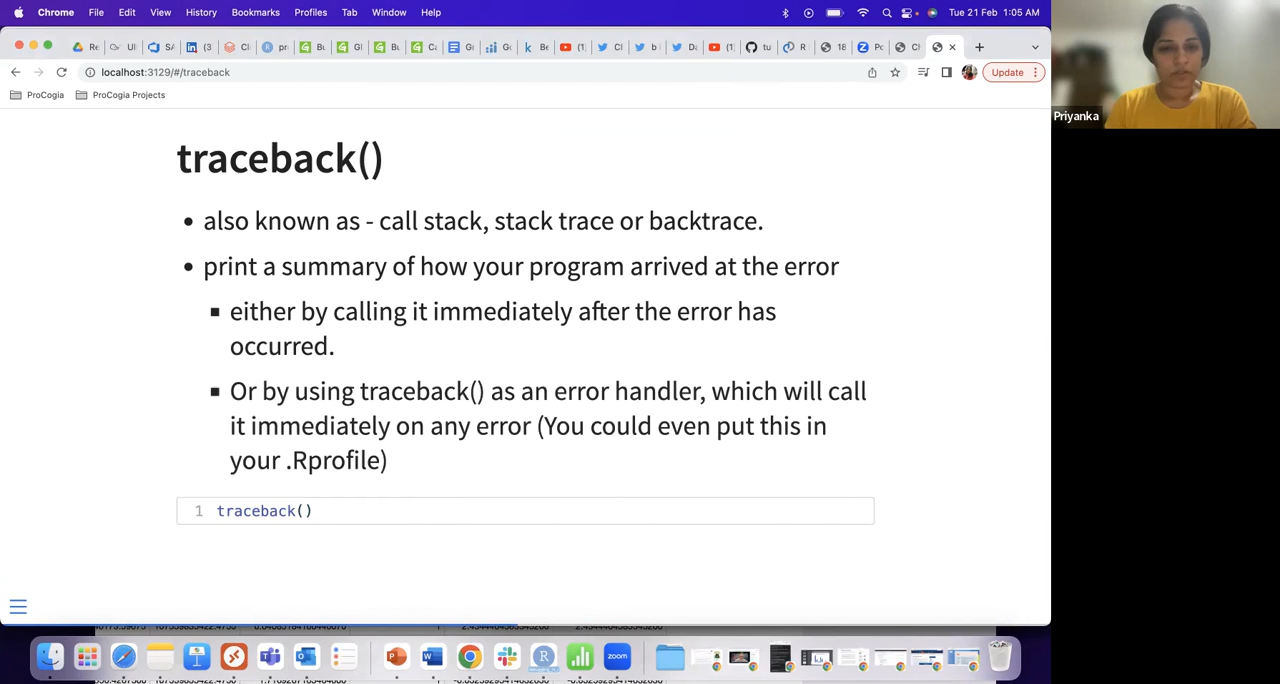 Chrome File Edit View History Bookmarks Profiles Tab Window Help Tue 21 Feb 1:05 AM
localhost:3129/#/traceback Update
ProCogia ProCogia Projects
Priyanka
traceback()
also known as - call stack, stack trace or backtrace.
print a summary of how your program arrived at the error
either by calling it immediately after the error has
occurred.
Or by using traceback() as an error handler, which will call
it immediately on any error (You could even put this in
your .Rprofile)
1 traceback()
zoom